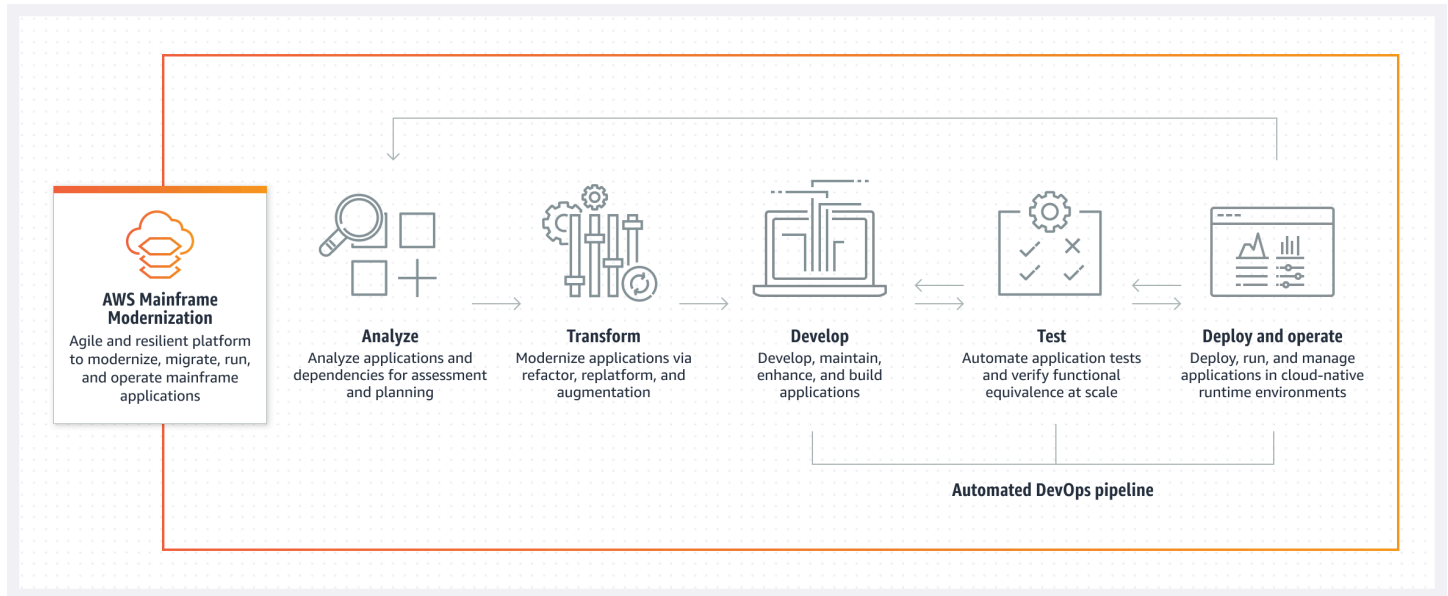 AWS Mainframe
Modernization
Agile and resilient platform
to modernize, migrate, run,
and operate mainframe
applications
Analyze
Analyze applications and
dependencies for assessment
and planning
Transform
Modernize applications via
refactor, replatform, and
augmentation
Develop
Develop, maintain,
enhance, and build
applications
Test
Automate application tests
and verify functional
equivalence at scale
Deploy and operate
Deploy, run, and manage
applications in cloud-native
runtime environments
Automated DevOps pipeline